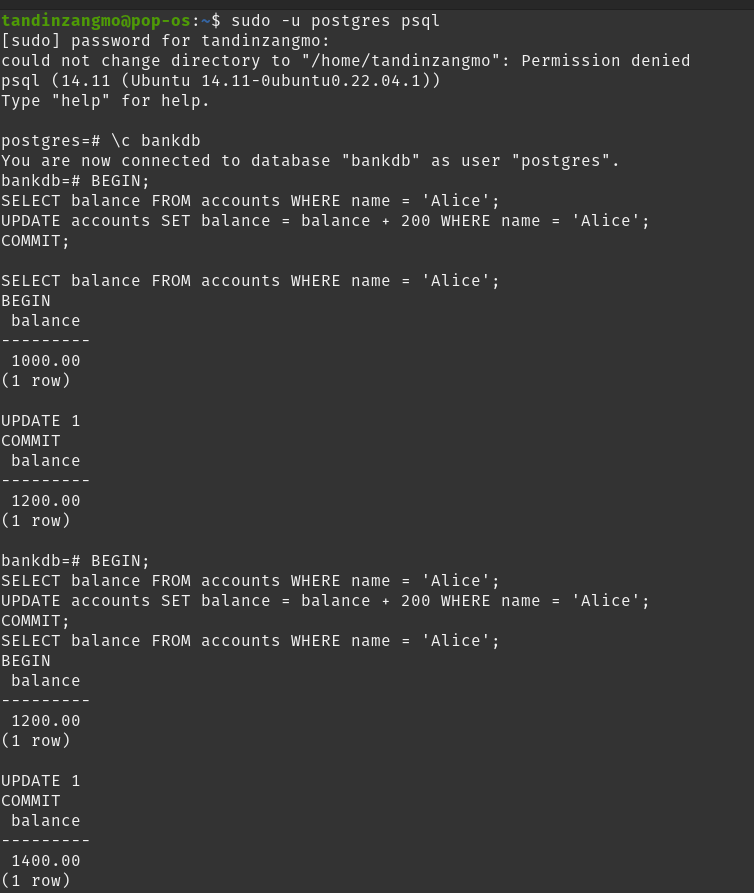 tandinzangmo@pop-os:~$ sudo -u postgres psql
[sudo] password for tandinzangmo:
could not change directory to "/home/tandinzangmo": Permission denied
psql (14.11 (Ubuntu 14.11-0ubuntu0.22.04.1))
Type "help" for help.

postgres=# \c bankdb
You are now connected to database "bankdb" as user "postgres".
bankdb=# BEGIN;
SELECT balance FROM accounts WHERE name = 'Alice';
UPDATE accounts SET balance = balance + 200 WHERE name = 'Alice';
COMMIT;

SELECT balance FROM accounts WHERE name = 'Alice';
BEGIN
 balance
---------
 1000.00
(1 row)

UPDATE 1
COMMIT
 balance
---------
 1200.00
(1 row)

bankdb=# BEGIN;
SELECT balance FROM accounts WHERE name = 'Alice';
UPDATE accounts SET balance = balance + 200 WHERE name = 'Alice';
COMMIT;
SELECT balance FROM accounts WHERE name = 'Alice';
BEGIN
 balance
---------
 1200.00
(1 row)

UPDATE 1
COMMIT
 balance
---------
 1400.00
(1 row)